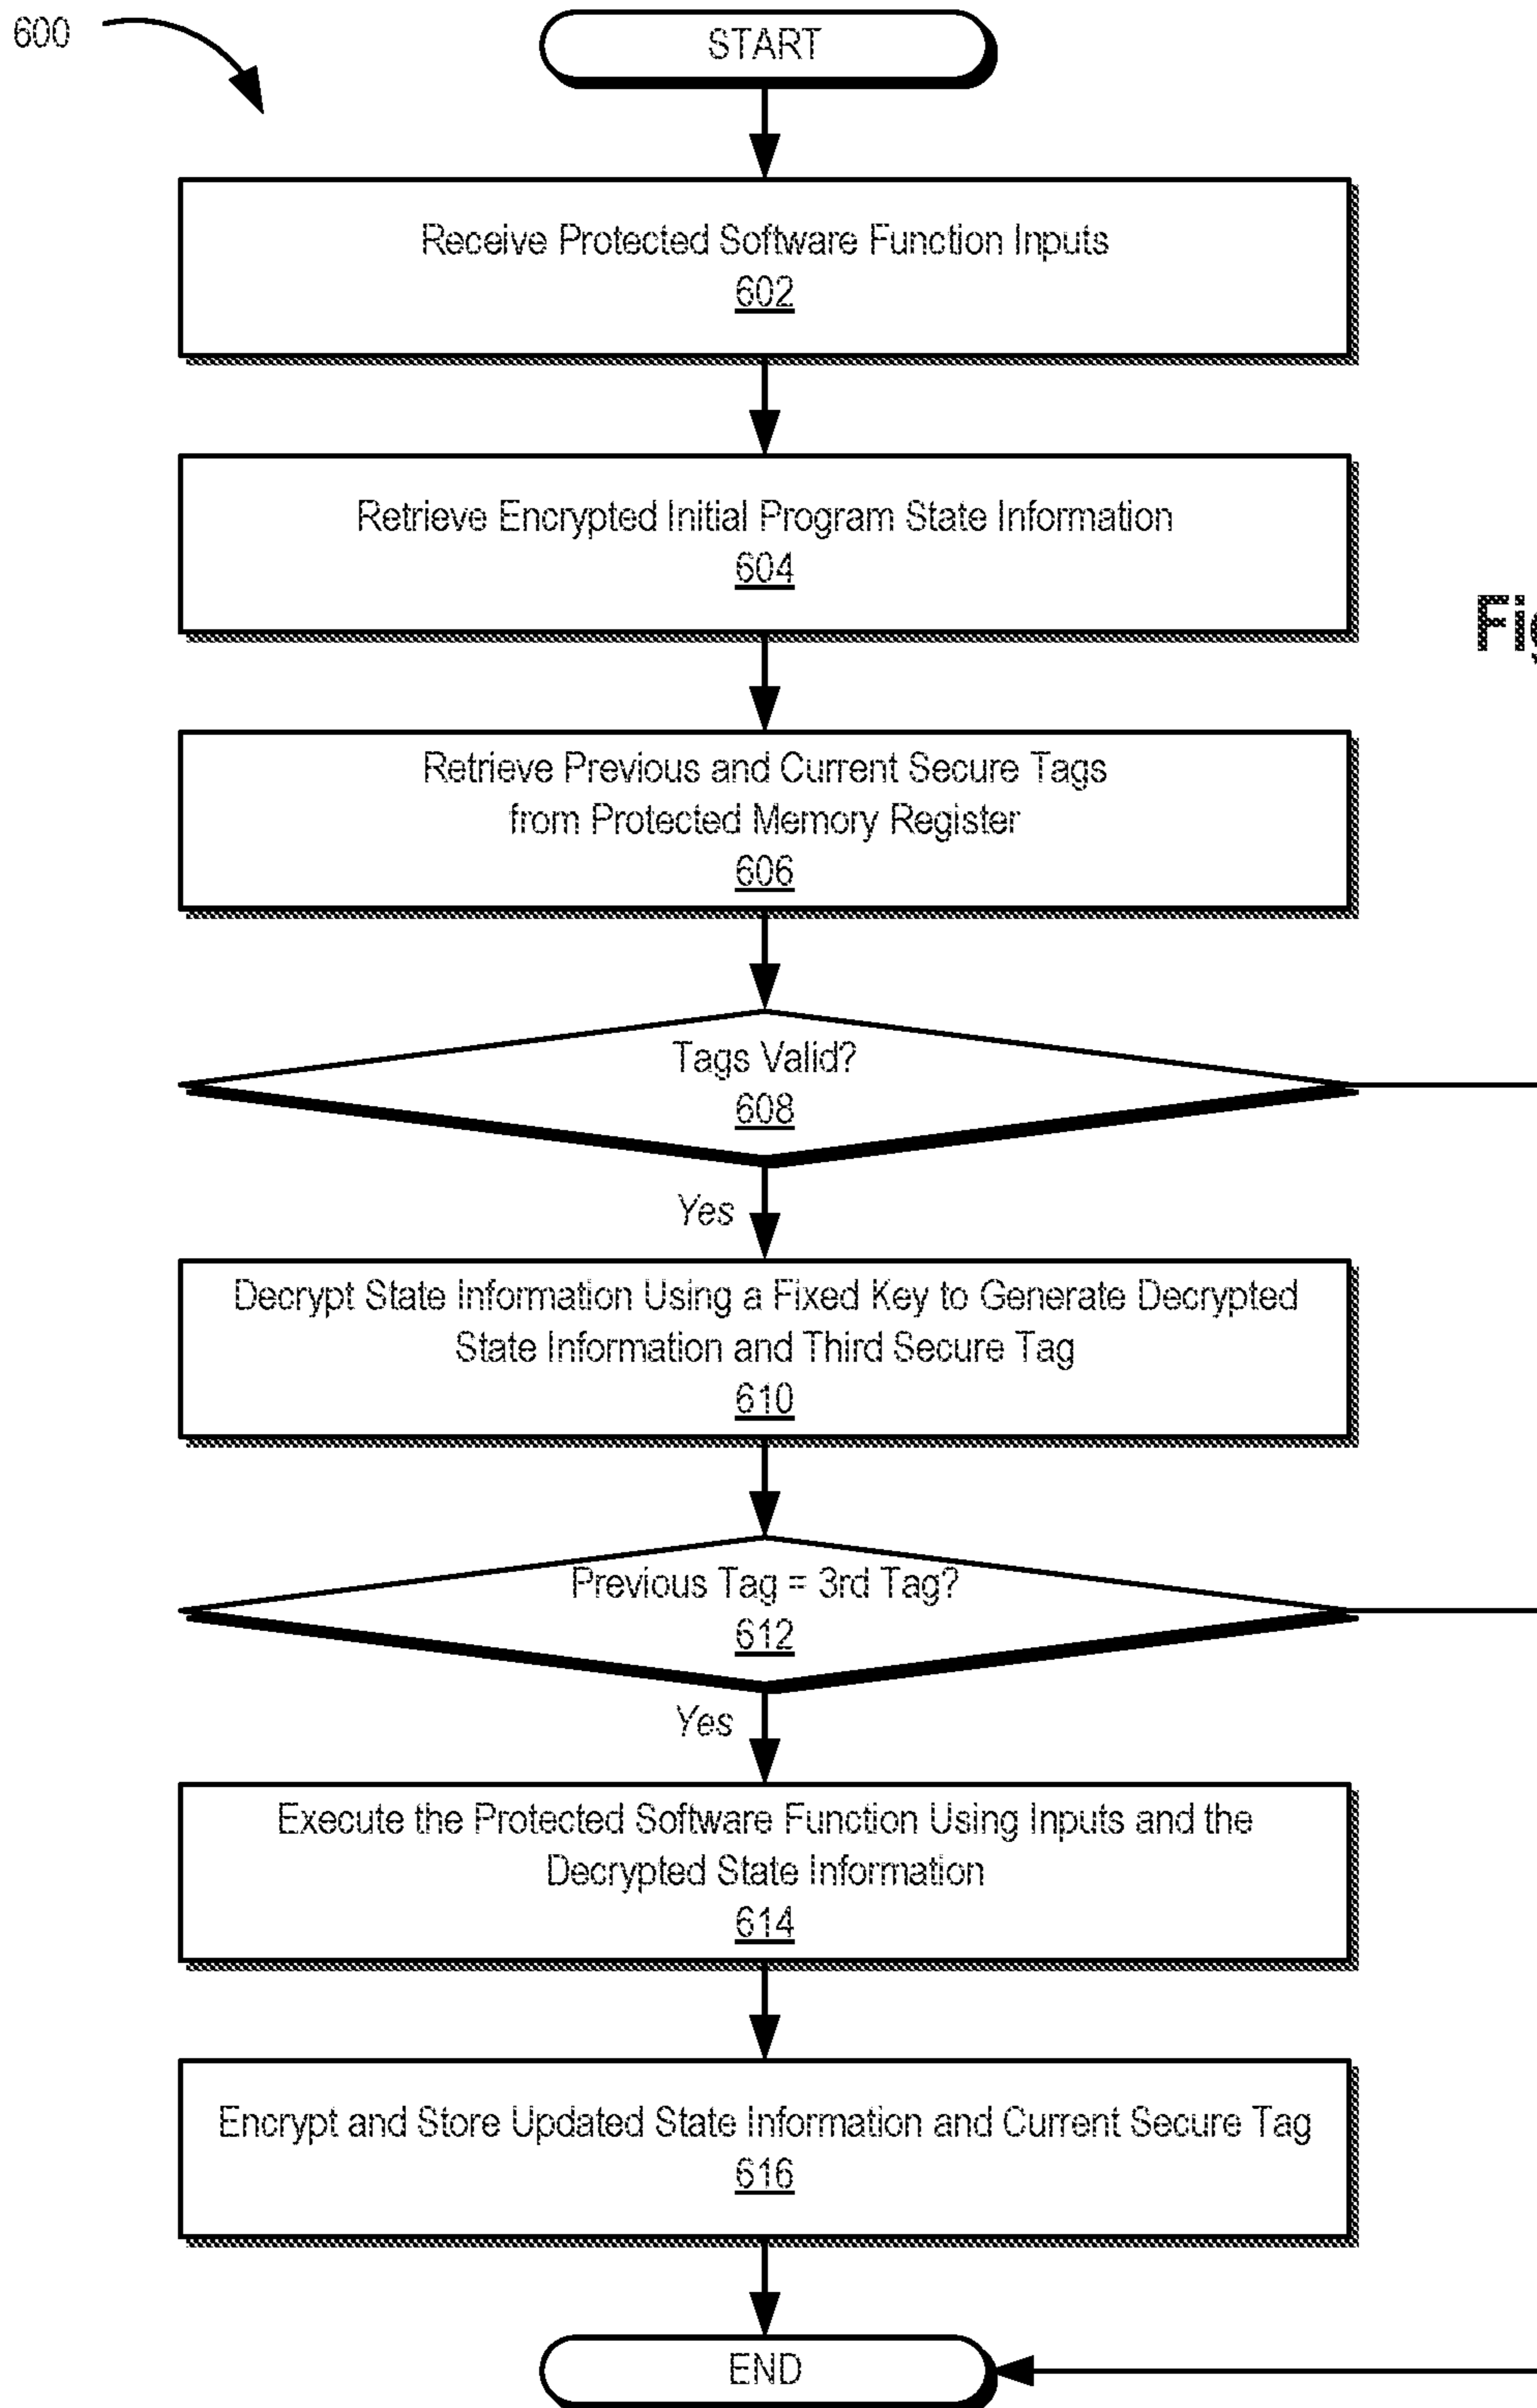 600
START
Receive Protected Software Function Inputs
602
Retrieve Encrypted Initial Program State Information
604
Retrieve Previous and Current Secure Tags
from Protected Memory Register
606
Tags Valid?
608
Yes
Decrypt State Information Using a Fixed Key to Generate Decrypted
State Information and Third Secure Tag
610
Previous Tag = 3rd Tag?
612
Yes
Execute the Protected Software Function Using Inputs and the
Decrypted State Information
614
Encrypt and Store Updated State Information and Current Secure Tag
616
END